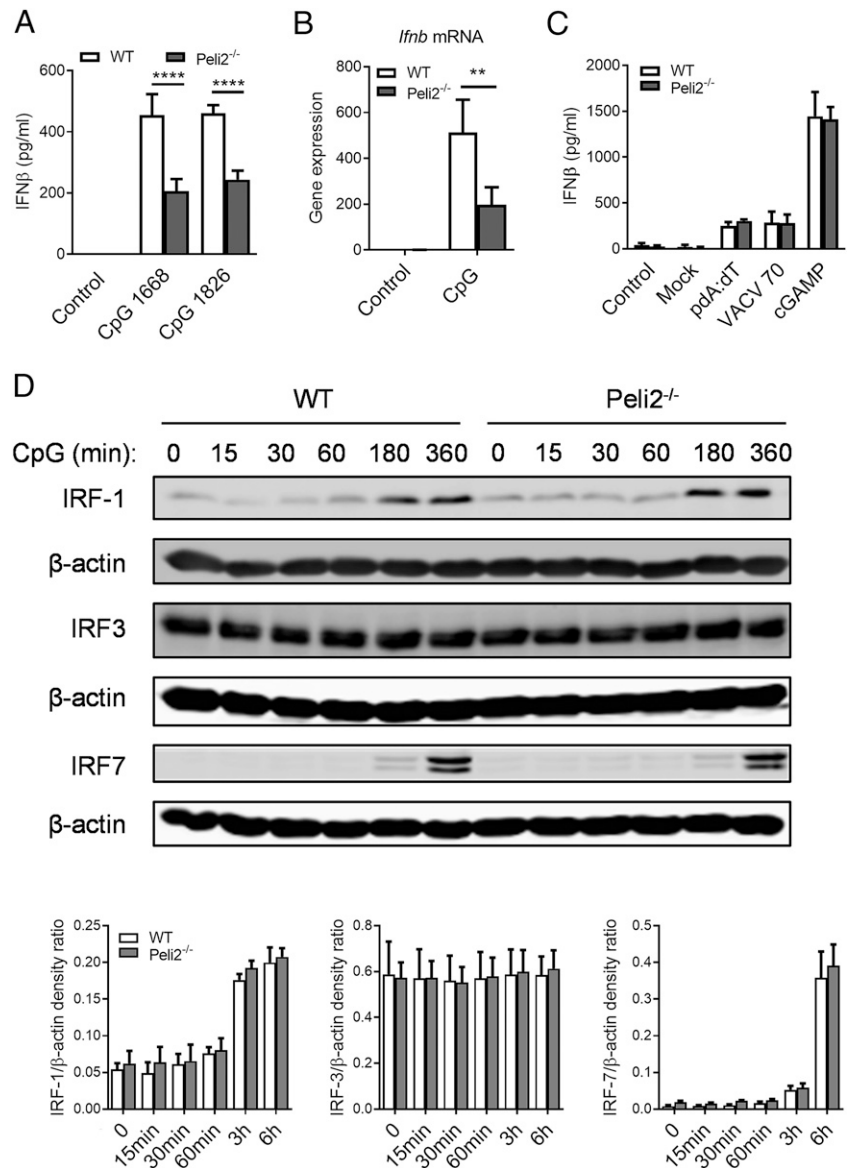 A
WT Peli2-/-
**** ****
IFNβ (pg/ml)
600
400
200
0
Control
CpG 1668
CpG 1826
B
Ifnb mRNA
WT
Peli2-/-
**
Gene expression
800
600
400
200
0
Control
CpG
C
WT
Peli2-/-
IFNβ (pg/ml)
2000
1500
1000
500
0
Control
Mock
pdA:dT
VACV 70
cGAMP
D
WT Peli2-/-
CpG (min): 0 15 30 60 180 360 0 15 30 60 180 360
IRF-1
β-actin
IRF3
β-actin
IRF7
β-actin
WT
Peli2-/-
IRF-1/β-actin density ratio
0.25
0.20
0.15
0.10
0.05
0.00
0
15min
30min
60min
3h
6h
IRF-3/β-actin density ratio
0.8
0.6
0.4
0.2
0.0
0
15min
30min
60min
3h
6h
IRF-7/β-actin density ratio
0.5
0.4
0.3
0.2
0.1
0.0
0
15min
30min
60min
3h
6h